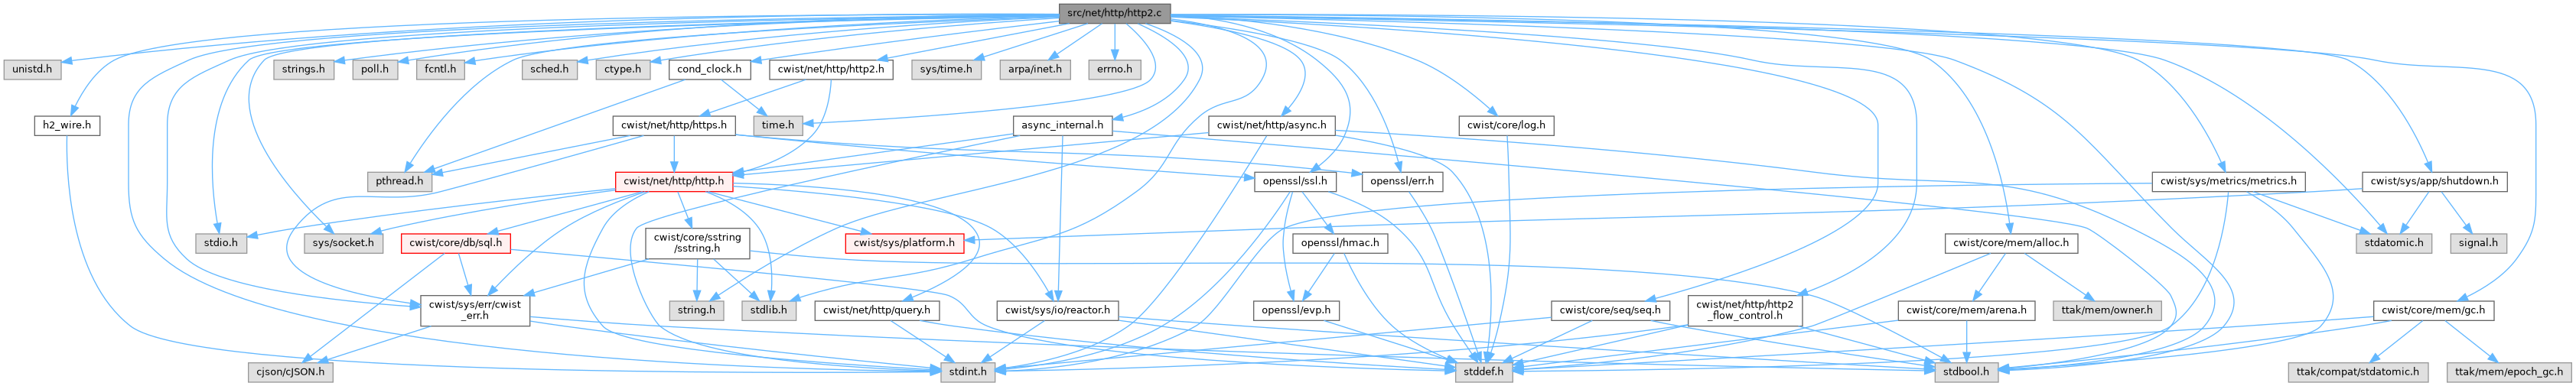 src/net/http/http2.c
unistd.h
strings.h
poll.h
fcntl.h
sched.h
ctype.h
cond_clock.h
cwist/net/http/http2.h
sys/time.h
arpa/inet.h
errno.h
h2_wire.h
cwist/net/http/https.h
time.h
async_internal.h
cwist/net/http/async.h
cwist/core/log.h
pthread.h
cwist/net/http/http.h
openssl/ssl.h
openssl/err.h
cwist/sys/metrics/metrics.h
cwist/sys/app/shutdown.h
stdio.h
sys/socket.h
cwist/core/db/sql.h
cwist/core/sstring
/sstring.h
cwist/sys/platform.h
openssl/hmac.h
cwist/core/mem/alloc.h
stdatomic.h
signal.h
cwist/sys/err/cwist
_err.h
string.h
stdlib.h
cwist/net/http/query.h
cwist/sys/io/reactor.h
openssl/evp.h
cwist/core/seq/seq.h
cwist/net/http/http2
_flow_control.h
cwist/core/mem/arena.h
ttak/mem/owner.h
cwist/core/mem/gc.h
cjson/cJSON.h
stdint.h
stddef.h
stdbool.h
ttak/compat/stdatomic.h
ttak/mem/epoch_gc.h